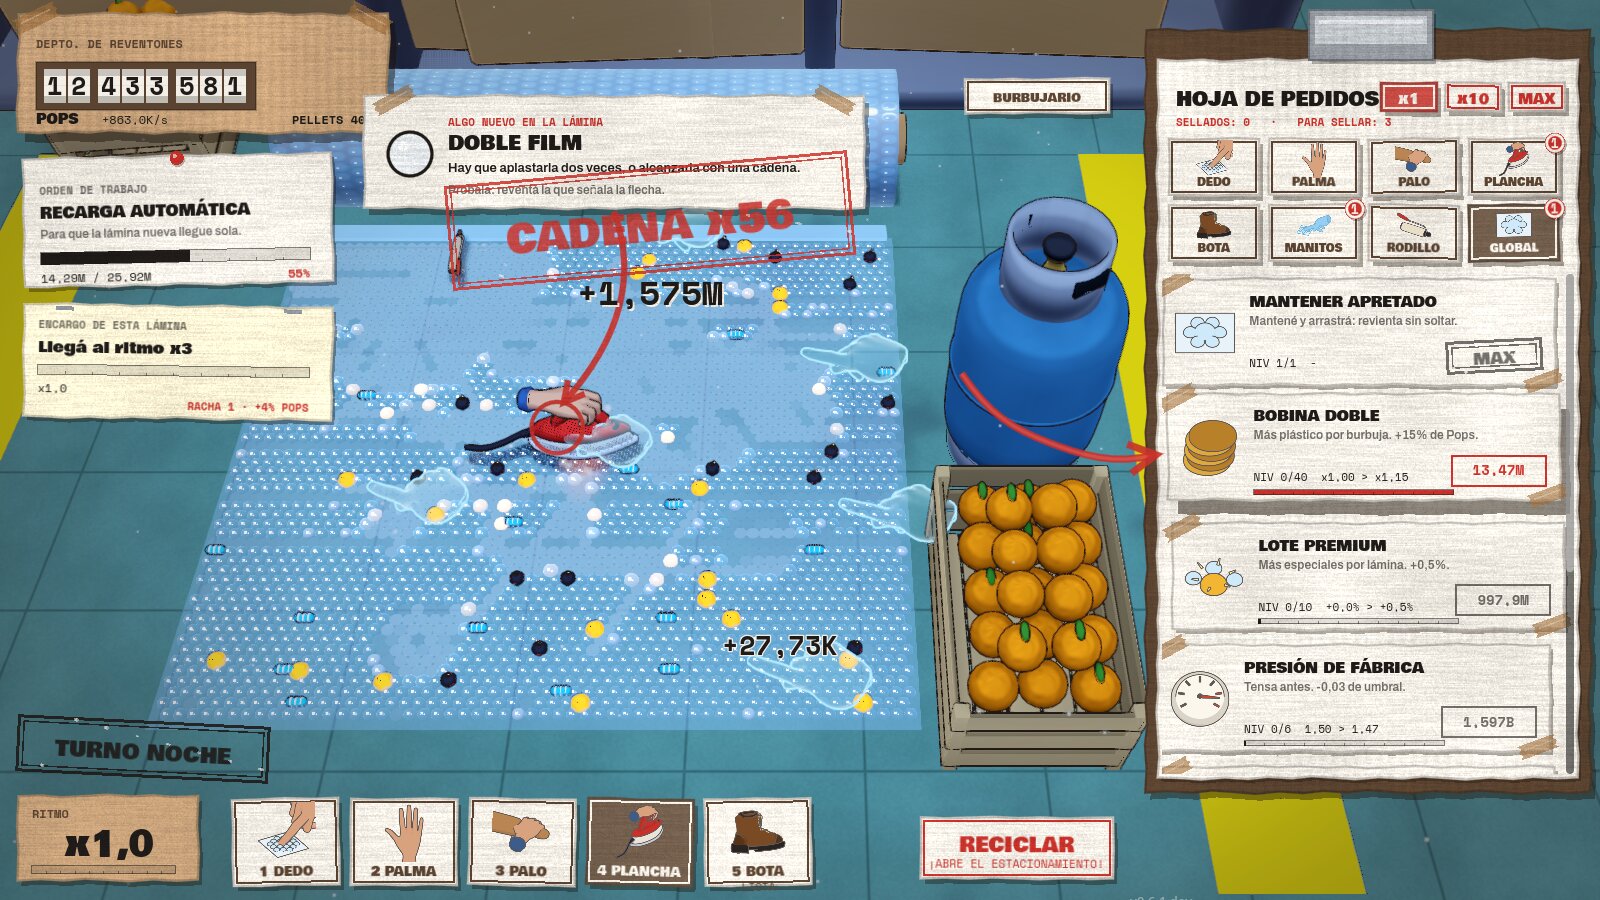 DEPTO. DE REVENTONES
12 433 581
POPS +863,0K/s PELLETS 40
ORDEN DE TRABAJO
RECARGA AUTOMÁTICA
Para que la lámina nueva llegue sola.
14,29M / 25,92M 55%
ENCARGO DE ESTA LÁMINA
Llegá al ritmo x3
x1,0
RACHA 1 · +4% POPS
ALGO NUEVO EN LA LÁMINA
DOBLE FILM
Hay que aplastarla dos veces, o alcanzarla con una cadena.
Probala: reventá la que señala la flecha.
CADENA x56
+1,575M
+27,73K
BURBUJARIO
HOJA DE PEDIDOS x1 x10 MAX
SELLADOS: 0 · PARA SELLAR: 3
DEDO PALMA PALO PLANCHA 1
BOTA MANITOS 1 RODILLO GLOBAL 1
MANTENER APRETADO
Mantené y arrastrá: revienta sin soltar.
NIV 1/1 - MAX
BOBINA DOBLE
Más plástico por burbuja. +15% de Pops.
NIV 0/40 x1,00 > x1,15 13,47M
LOTE PREMIUM
Más especiales por lámina. +0,5%.
NIV 0/10 +0,0% > +0,5% 997,9M
PRESIÓN DE FÁBRICA
Tensa antes. -0,03 de umbral.
NIV 0/6 1,50 > 1,47 1,597B
TURNO NOCHE
RITMO
x1,0
1 DEDO 2 PALMA 3 PALO 4 PLANCHA 5 BOTA
RECICLAR
¡ABRE EL ESTACIONAMIENTO!